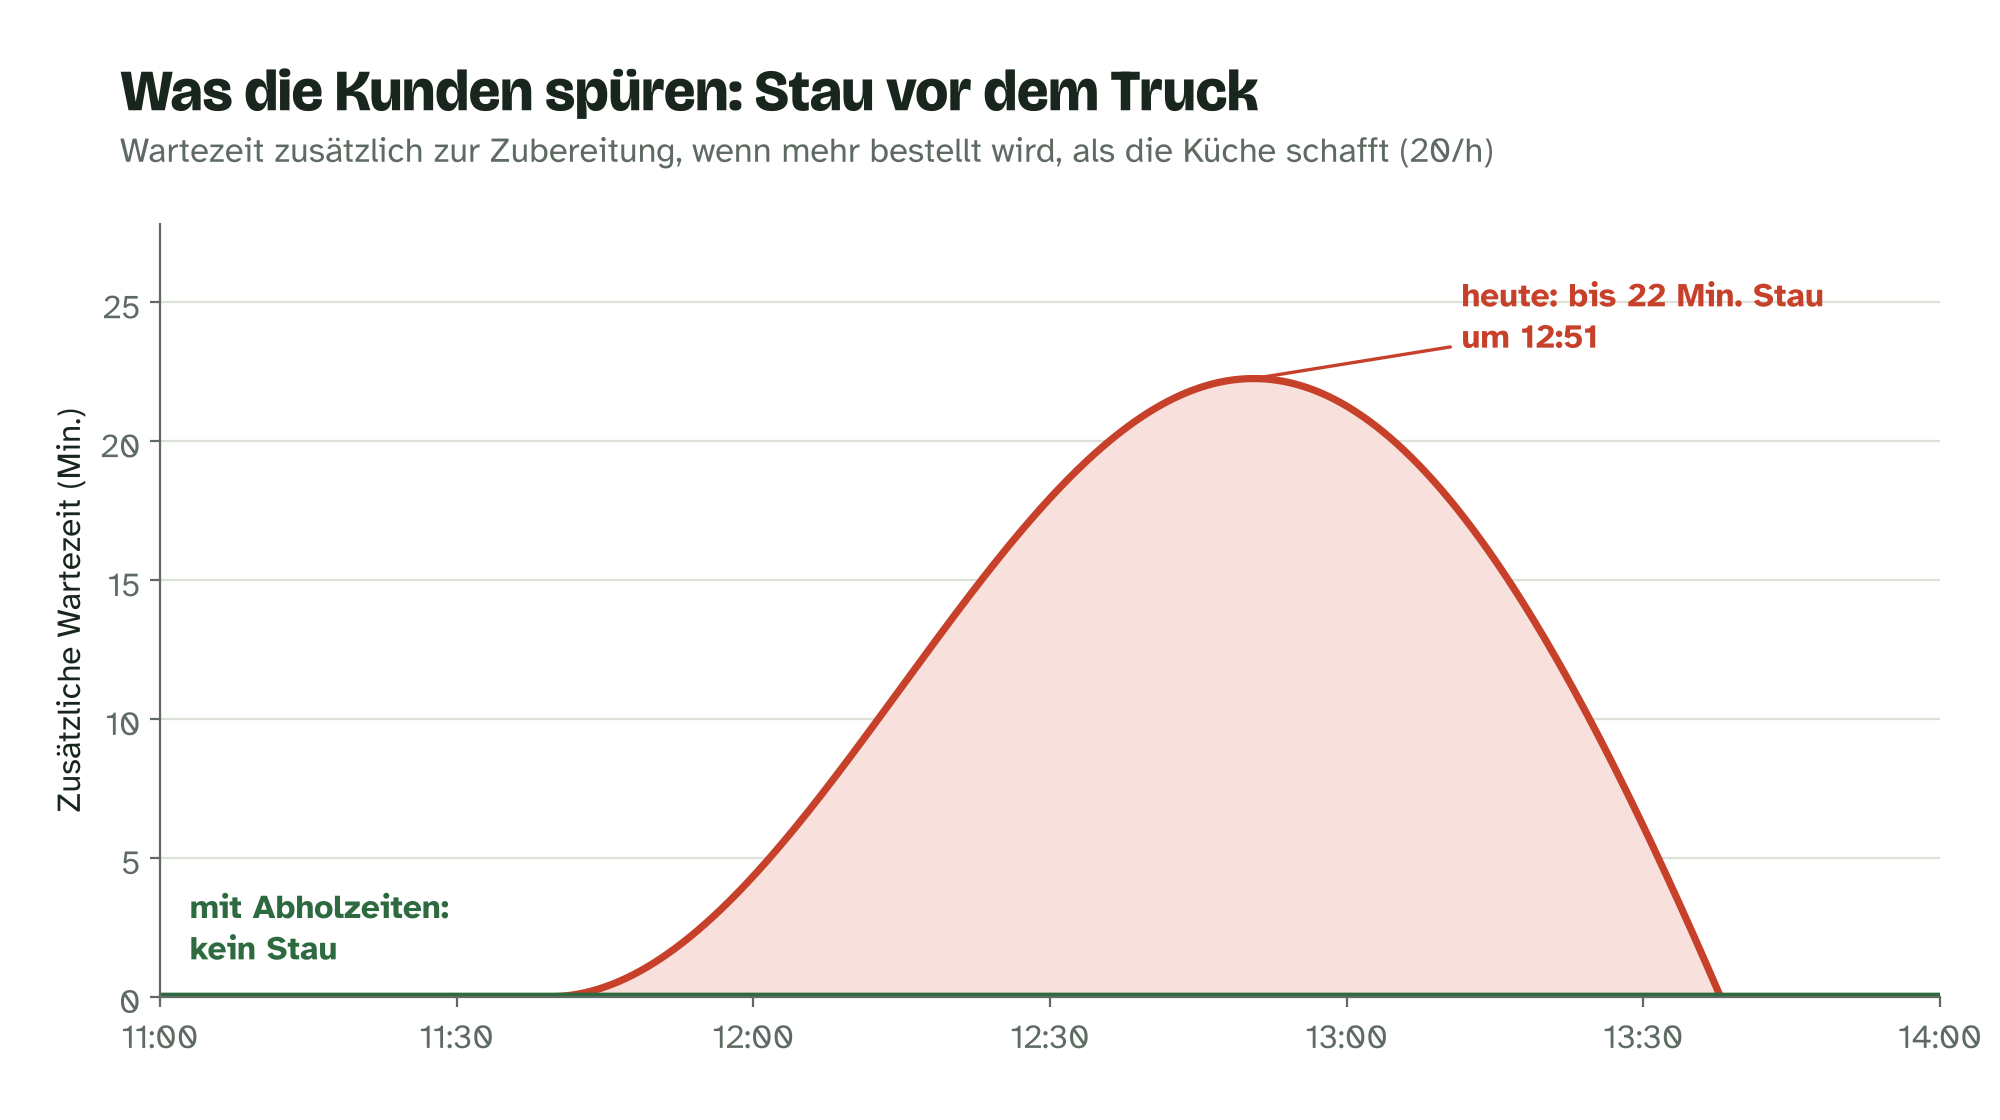 Was die Kunden spüren: Stau vor dem Truck
Wartezeit zusätzlich zur Zubereitung, wenn mehr bestellt wird, als die Küche schafft (20/h)
Zusätzliche Wartezeit (Min.)
25
20
15
10
5
0
heute: bis 22 Min. Stau
um 12:51
mit Abholzeiten:
kein Stau
11:00
11:30
12:00
12:30
13:00
13:30
14:00